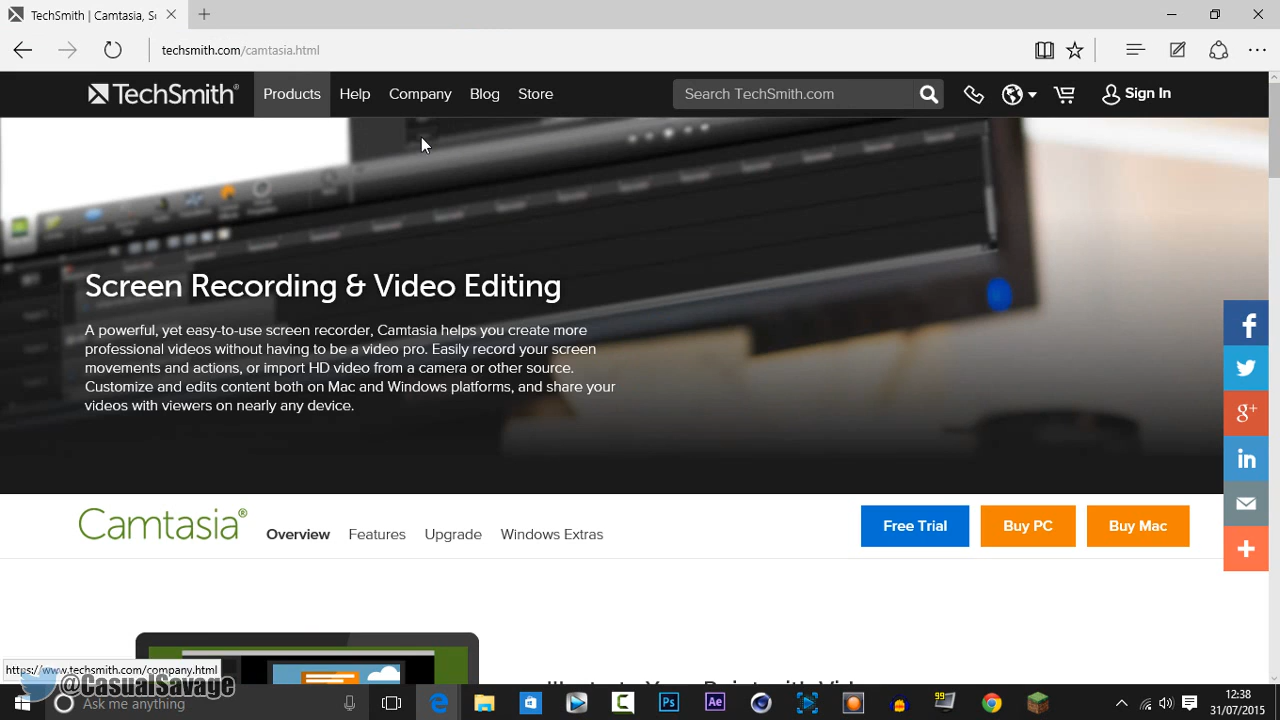 TechSmith | Camtasia, Sc
techsmith.com/camtasia.html
TechSmith®
Products
Help
Company
Blog
Store
Search TechSmith.com
Sign In
Screen Recording & Video Editing
A powerful, yet easy-to-use screen recorder, Camtasia helps you create more
professional videos without having to be a video pro. Easily record your screen
movements and actions, or import HD video from a camera or other source.
Customize and edits content both on Mac and Windows platforms, and share your
videos with viewers on nearly any device.
f
g+
in
Camtasia®
Overview
Features
Upgrade
Windows Extras
Free Trial
Buy PC
Buy Mac
https://www.techsmith.com/company.html
@CasualSavage
Ask me anything
Ps
Ae
99
12:38
31/07/2015